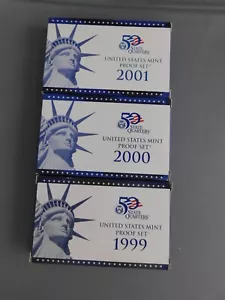 50
STATE
QUARTERS
UNITED STATES MINT
PROOF SET
2001
50
STATE
QUARTERS
UNITED STATES MINT
PROOF SET
2000
50
STATE
QUARTERS
UNITED STATES MINT
PROOF SET
1999